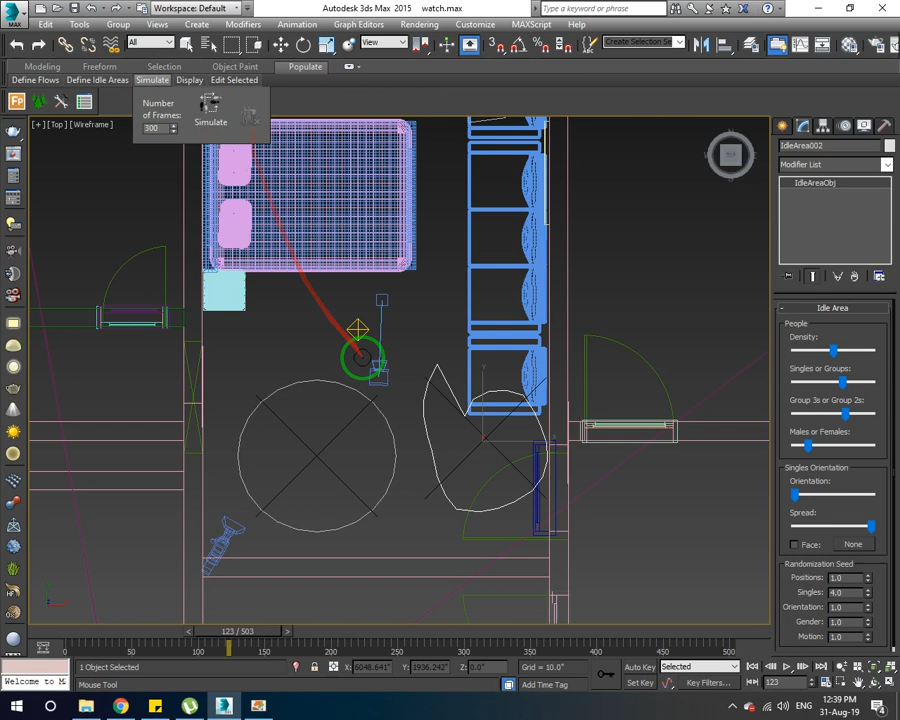 Workspace: Default
Autodesk 3ds Max 2015
watch.max
Type a keyword or phrase
MAX
Edit
Tools
Group
Views
Create
Modifiers
Animation
Graph Editors
Rendering
Customize
MAXScript
Help
All
View
Create Selection Se
Modeling
Freeform
Selection
Object Paint
Populate
Define Flows
Define Idle Areas
Simulate
Display
Edit Selected
Number
of Frames:
300
Simulate
[+] [Top] [Wireframe]
IdleArea002
Modifier List
IdleAreaObj
Idle Area
People
Density:
Singles or Groups:
Group 3s or Group 2s:
Males or Females:
Singles Orientation
Orientation:
Spread:
Face:
None
Randomization Seed
Positions: 1.0
Singles: 4.0
Orientation: 1.0
Gender: 1.0
Motion: 1.0
123 / 503
0
50
100
150
200
250
300
350
400
450
500
1 Object Selected
X: 6048.641"
Y: 1936.242"
Z: 0.0"
Grid = 10.0"
Auto Key
Selected
Welcome to M
Mouse Tool
Add Time Tag
Set Key
Key Filters...
123
ENG
12:39 PM
31-Aug-19